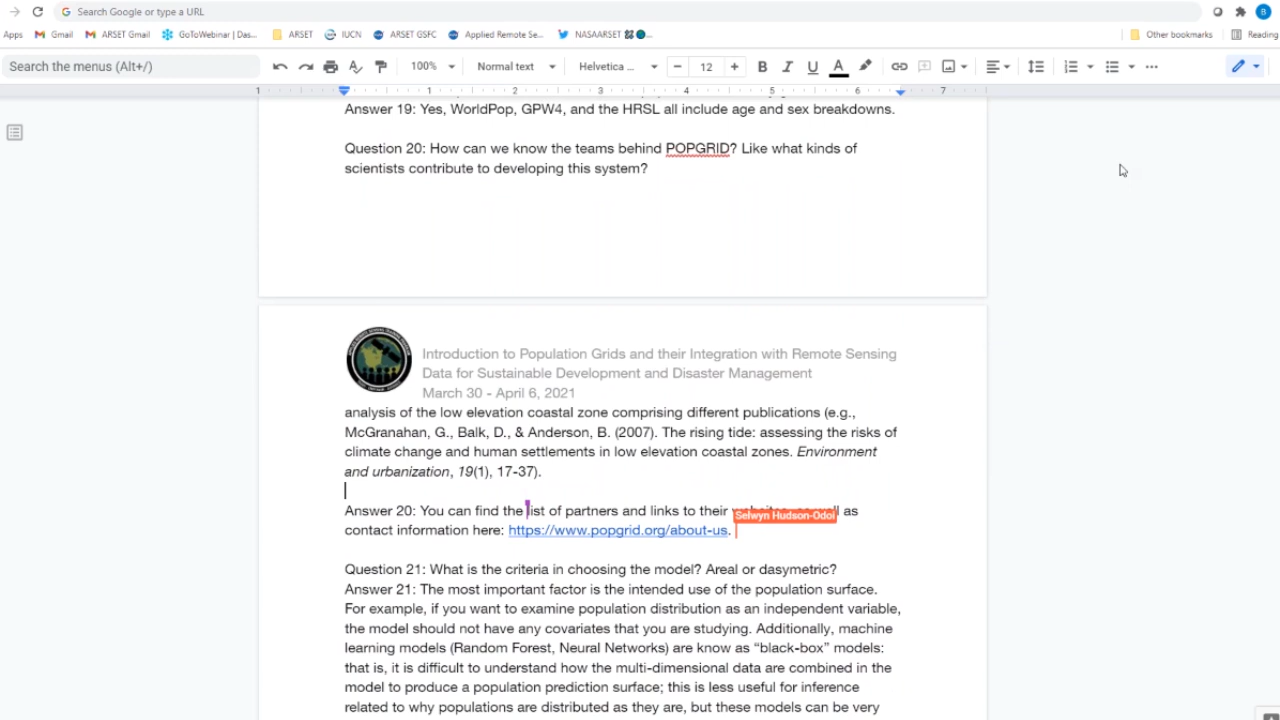 Search Google or type a URL
B
Apps Gmail ARSET Gmail GoToWebinar | Das... ARSET IUCN ARSET GSFC Applied Remote Se... NASAARSET Other bookmarks Reading
Search the menus (Alt+/) 100% Normal text Helvetica ... 12 B I U A
1 1 2 3 4 5 6 7
Answer 19: Yes, WorldPop, GPW4, and the HRSL all include age and sex breakdowns.
Question 20: How can we know the teams behind POPGRID? Like what kinds of
scientists contribute to developing this system?
Introduction to Population Grids and their Integration with Remote Sensing
Data for Sustainable Development and Disaster Management
March 30 - April 6, 2021
analysis of the low elevation coastal zone comprising different publications (e.g.,
McGranahan, G., Balk, D., & Anderson, B. (2007). The rising tide: assessing the risks of
climate change and human settlements in low elevation coastal zones. Environment
and urbanization, 19(1), 17-37).
Answer 20: You can find the list of partners and links to their websites, as well as
Selwyn Hudson-Odoi
contact information here: https://www.popgrid.org/about-us.
Question 21: What is the criteria in choosing the model? Areal or dasymetric?
Answer 21: The most important factor is the intended use of the population surface.
For example, if you want to examine population distribution as an independent variable,
the model should not have any covariates that you are studying. Additionally, machine
learning models (Random Forest, Neural Networks) are know as “black-box” models:
that is, it is difficult to understand how the multi-dimensional data are combined in the
model to produce a population prediction surface; this is less useful for inference
related to why populations are distributed as they are, but these models can be very